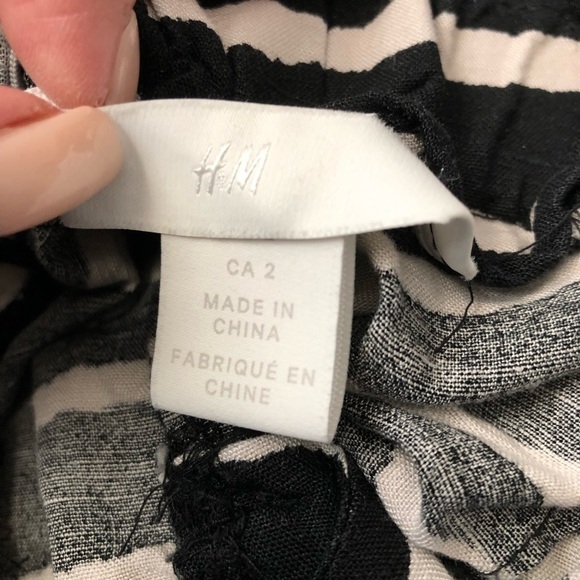 H&M
CA 2
MADE IN
CHINA
FABRIQUÉ EN
CHINE